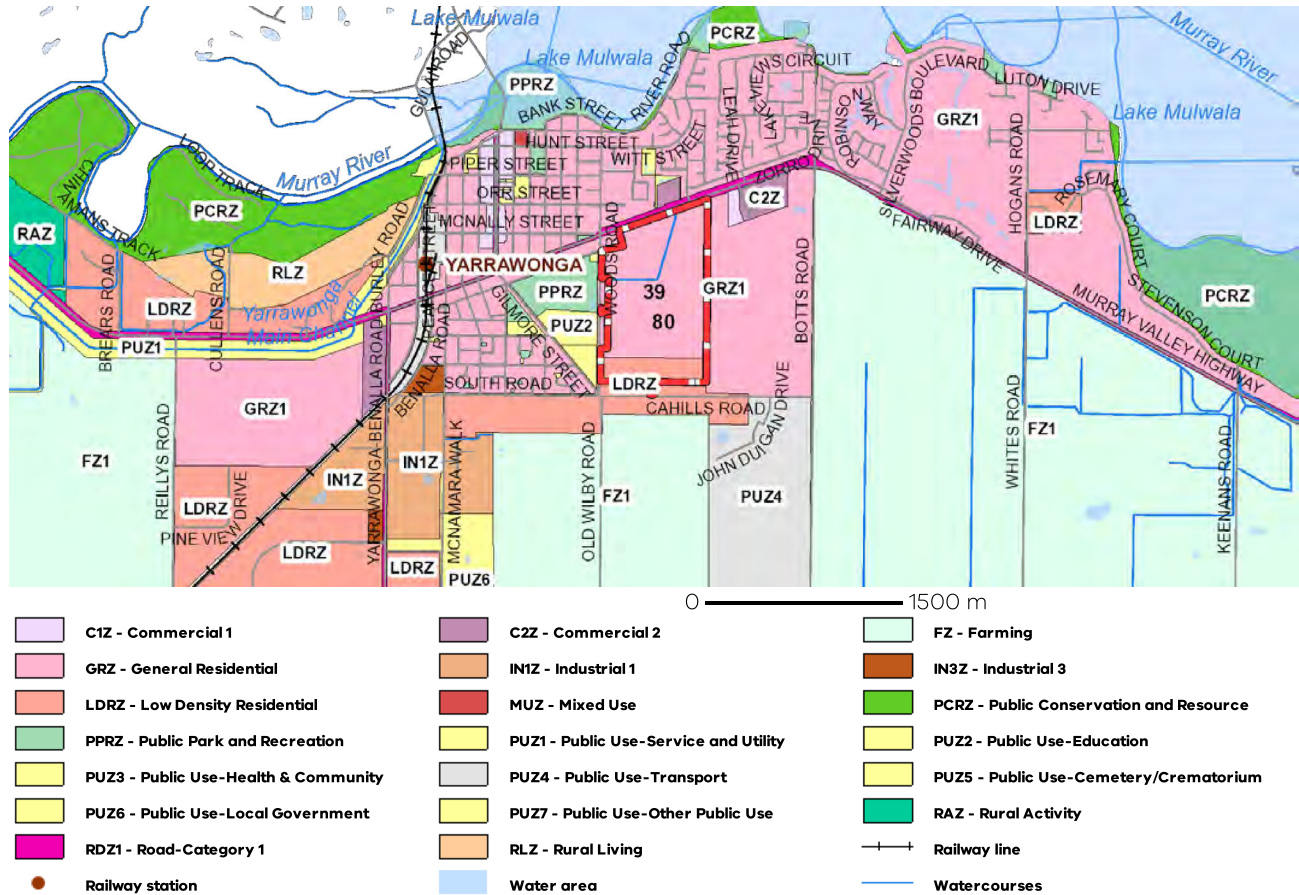 Lake Mulwala
Murray River
PCRZ
GULAI ROAD
Lake Mulwala
RIVER ROAD
LAKE VIEW
NS CIRCUIT
SILVERWOODS BOULEVARD
LUTON DRIVE
PPRZ
BANK STREET
LEAH DRIVE
ROBINSON WAY
GRZ1
Lake Mulwala
HUNT STREET
WITT STREET
LOOP TRACK
Murray River
PIPER STREET
ZORRO DRIVE
HOGANS ROAD
CHINAMANS TRACK
ORR STREET
C2Z
ROSEMARY COURT
PCRZ
MCNALLY STREET
LDRZ
RAZ
BURLEY ROAD
WOODS ROAD
FAIRWAY DRIVE
RLZ
YARRAWONGA
BOTTS ROAD
BREARS ROAD
CULLENS ROAD
PPRZ
39
GRZ1
STEVENSON COURT
PCRZ
LDRZ
Yarrawonga
Main Channel
GILMORE STREET
80
MURRAY VALLEY HIGHWAY
PUZ1
PUZ2
BENALLA ROAD
SOUTH ROAD
LDRZ
GRZ1
CAHILLS ROAD
YARRAWONGA-BENALLA ROAD
JOHN DUIGAN DRIVE
WHITES ROAD
FZ1
FZ1
REILLYS ROAD
IN1Z
MCNAMARA WALK
OLD WILBY ROAD
KEENANS ROAD
IN1Z
FZ1
PUZ4
LDRZ
PINE VIEW DRIVE
LDRZ
LDRZ
PUZ6
0 1500 m
C1Z - Commercial 1
C2Z - Commercial 2
FZ - Farming
GRZ - General Residential
IN1Z - Industrial 1
IN3Z - Industrial 3
LDRZ - Low Density Residential
MUZ - Mixed Use
PCRZ - Public Conservation and Resource
PPRZ - Public Park and Recreation
PUZ1 - Public Use-Service and Utility
PUZ2 - Public Use-Education
PUZ3 - Public Use-Health & Community
PUZ4 - Public Use-Transport
PUZ5 - Public Use-Cemetery/Crematorium
PUZ6 - Public Use-Local Government
PUZ7 - Public Use-Other Public Use
RAZ - Rural Activity
RDZ1 - Road-Category 1
RLZ - Rural Living
Railway line
Railway station
Water area
Watercourses